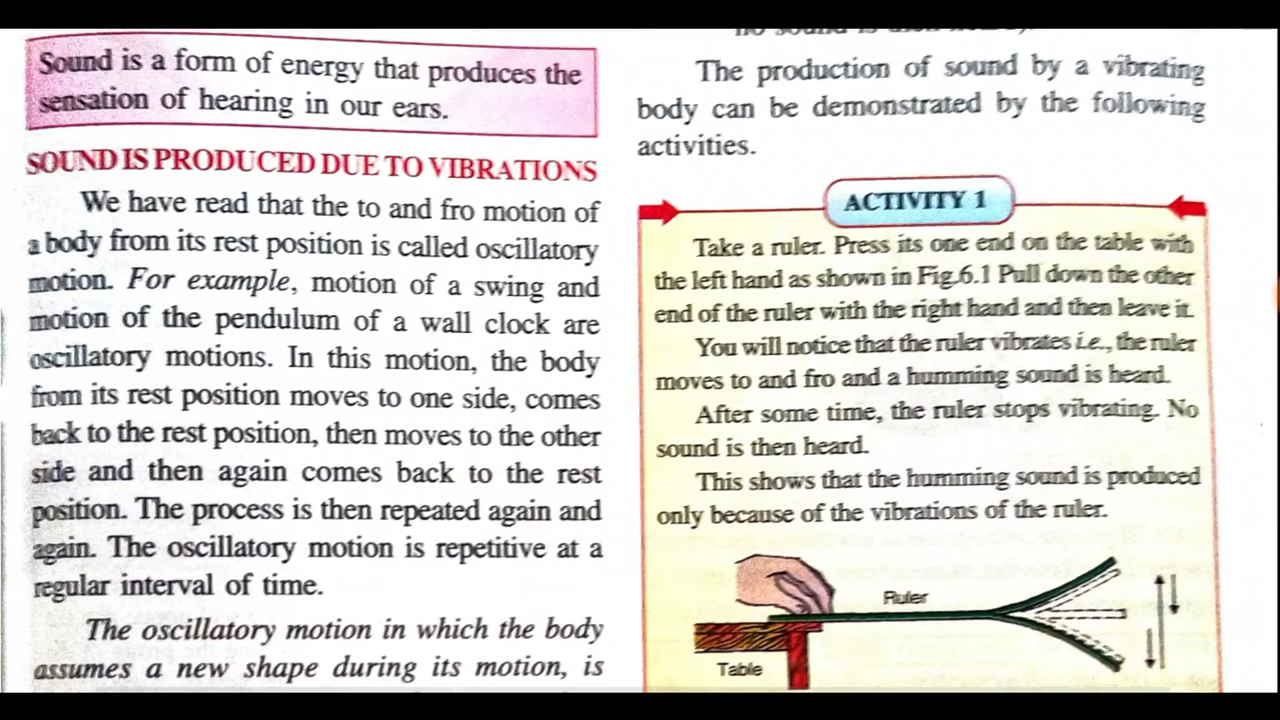 Sound is a form of energy that produces the
sensation of hearing in our ears.
SOUND IS PRODUCED DUE TO VIBRATIONS
We have read that the to and fro motion of
a body from its rest position is called oscillatory
motion. For example, motion of a swing and
motion of the pendulum of a wall clock are
oscillatory motions. In this motion, the body
from its rest position moves to one side, comes
back to the rest position, then moves to the other
side and then again comes back to the rest
position. The process is then repeated again and
again. The oscillatory motion is repetitive at a
regular interval of time.
The oscillatory motion in which the body
assumes a new shape during its motion, is
The production of sound by a vibrating
body can be demonstrated by the following
activities.
ACTIVITY 1
Take a ruler. Press its one end on the table with
the left hand as shown in Fig.6.1 Pull down the other
end of the ruler with the right hand and then leave it.
You will notice that the ruler vibrates i.e., the ruler
moves to and fro and a humming sound is heard.
After some time, the ruler stops vibrating. No
sound is then heard.
This shows that the humming sound is produced
only because of the vibrations of the ruler.
Ruler
Table